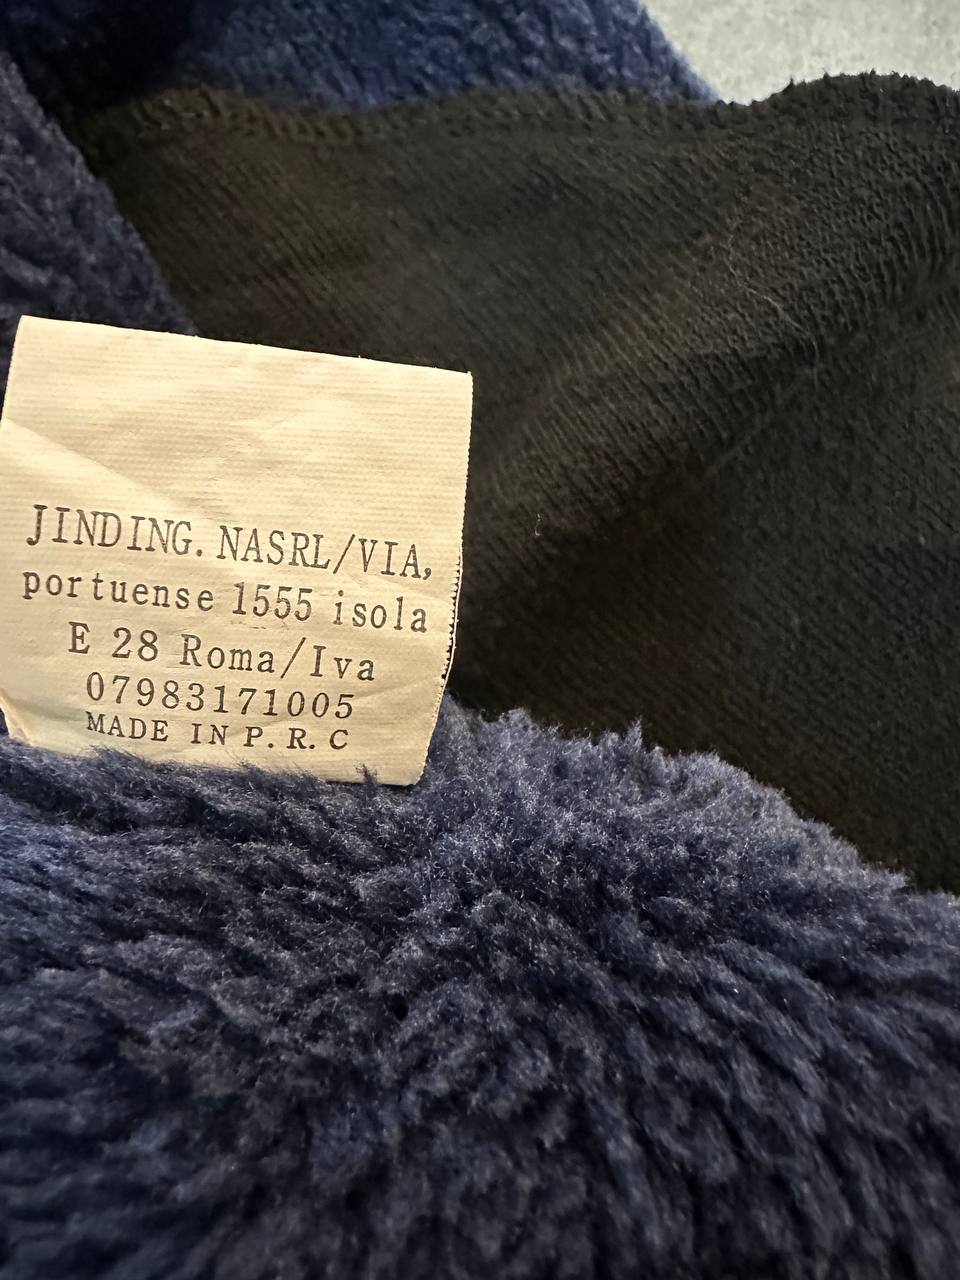 JINDING. NASRL/VIA,
portuense 1555 isola
E 28 Roma/Iva
07983171005
MADE IN P. R. C